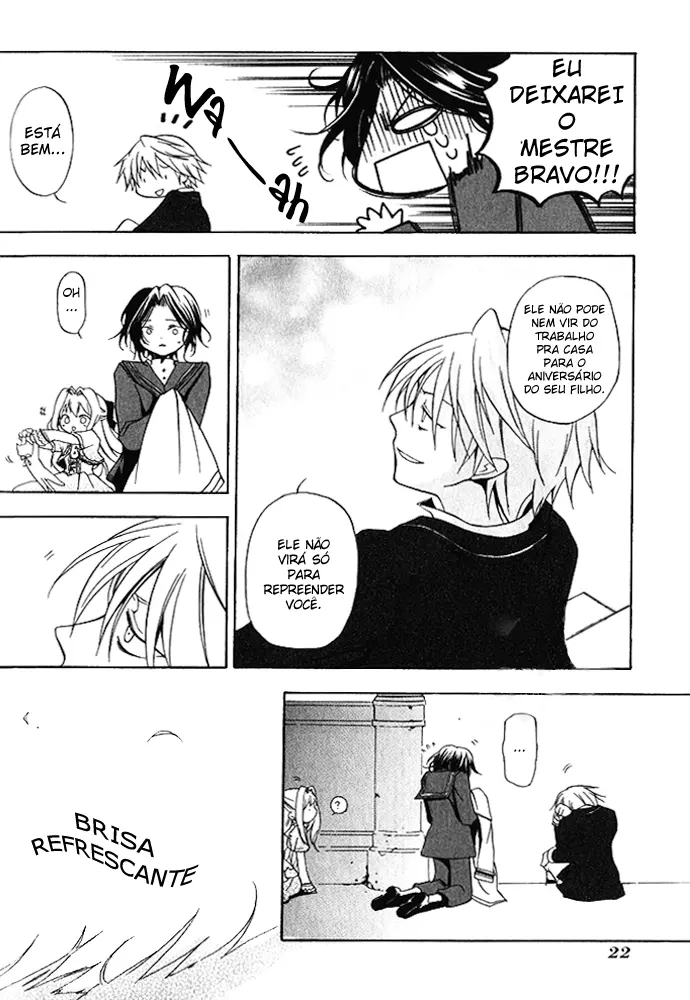 EU
DEIXAREI
O
MESTRE
BRAVO!!!
Wa
ah
ESTÁ
BEM...
ELE NÃO PODE
NEM VIR DO
TRABALHO
PRA CASA
PARA O
ANIVERSÁRIO
DO SEU FILHO.
ELE NÃO
VIRÁ SÓ
PARA
REPREENDER
VOCÊ.
OH
...
...
?
BRISA
REFRESCANTE
22